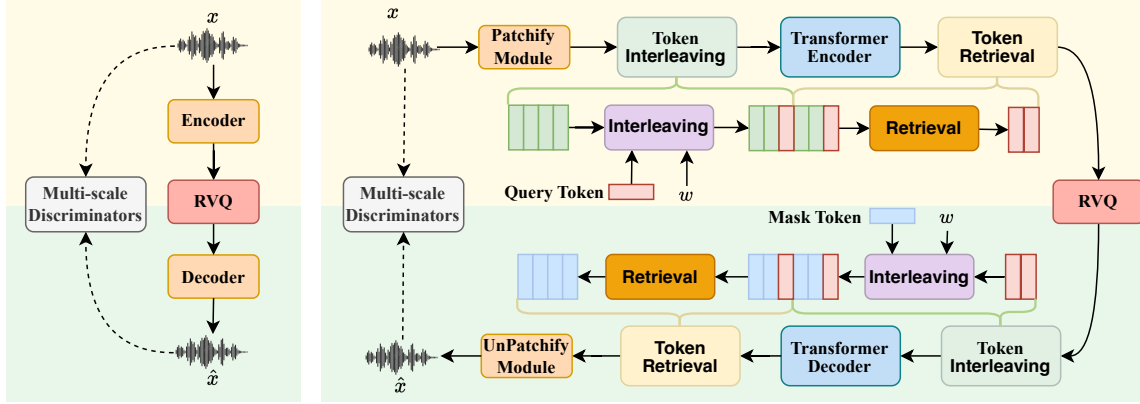 x
Encoder
Multi-scale
Discriminators
RVQ
Decoder
x̂
x
Patchify
Module
Token
Interleaving
Transformer
Encoder
Token
Retrieval
Interleaving
Retrieval
Query Token
w
Multi-scale
Discriminators
RVQ
Mask Token
w
Retrieval
Interleaving
UnPatchify
Module
Token
Retrieval
Transformer
Decoder
Token
Interleaving
x̂